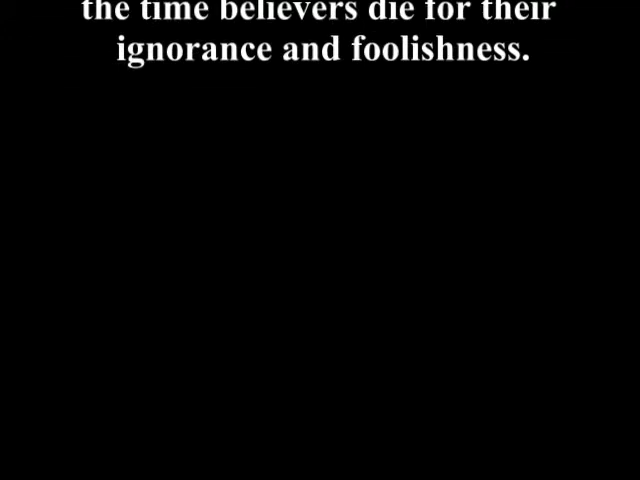 the time believers die for their
ignorance and foolishness.